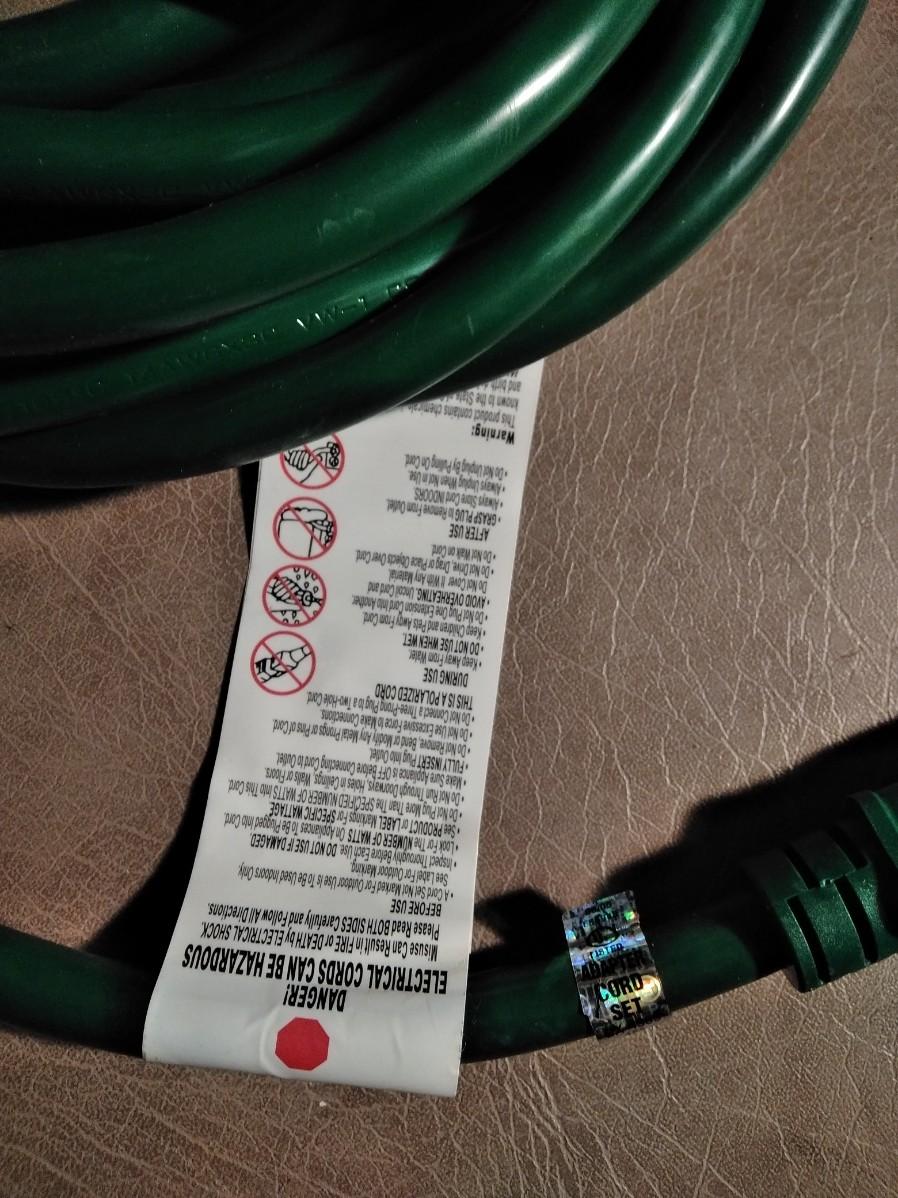 DANGER!
ELECTRICAL CORDS CAN BE HAZARDOUS
Misuse Can Result in FIRE or DEATH by ELECTRICAL SHOCK.
Please Read BOTH SIDES Carefully and Follow All Directions.
BEFORE USE
• A Cord Set Not Marked For Outdoor Use is To Be Used Indoors Only.
See Label For Outdoor Marking.
• Inspect Thoroughly Before Each Use. DO NOT USE IF DAMAGED
• Look For The NUMBER OF WATTS On Appliances To Be Plugged Into Cord.
• See PRODUCT or LABEL For Markings For SPECIFIC WATTAGE
• Do Not Plug More Than The SPECIFIED NUMBER OF WATTS Into This Cord
• Do Not Run Through Doorways, Holes in Ceilings, Walls or Floors.
• Make Sure Appliance is OFF Before Connecting Cord to Outlet.
• FULLY INSERT Plug Into Outlet.
• Do Not Remove, Bend or Modify Any Metal Prongs or Pins of Cord
• Do Not Use Excessive Force to Make Connections.
• Do Not Connect a Three-Prong Plug to a Two-Hole Cord
THIS IS A POLARIZED CORD
DURING USE
• Keep Away From Water.
• DO NOT USE WHEN WET.
• Keep Children and Pets Away From Cord.
• Do Not Plug One Extension Cord Into Another.
• AVOID OVERHEATING. Uncoil Cord and
Do Not Cover It With Any Material.
• Do Not Drive, Drag or Place Objects Over Cord.
• Do Not Walk on Cord.
AFTER USE
• GRASP PLUG to Remove From Outlet.
• Always Store Cord INDOORS.
• Always Unplug When Not in Use.
• Do Not Unplug By Pulling On Cord.
Warning:
This product contains chemicals
known to the State of
and birth
VW-1
LISTED
ADAPTER
CORD
SET